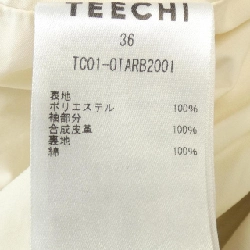 TEECHI
36
TC01-01ARB2001
表地
ポリエステル 100%
袖部分
合成皮革 100%
裏地
綿 100%